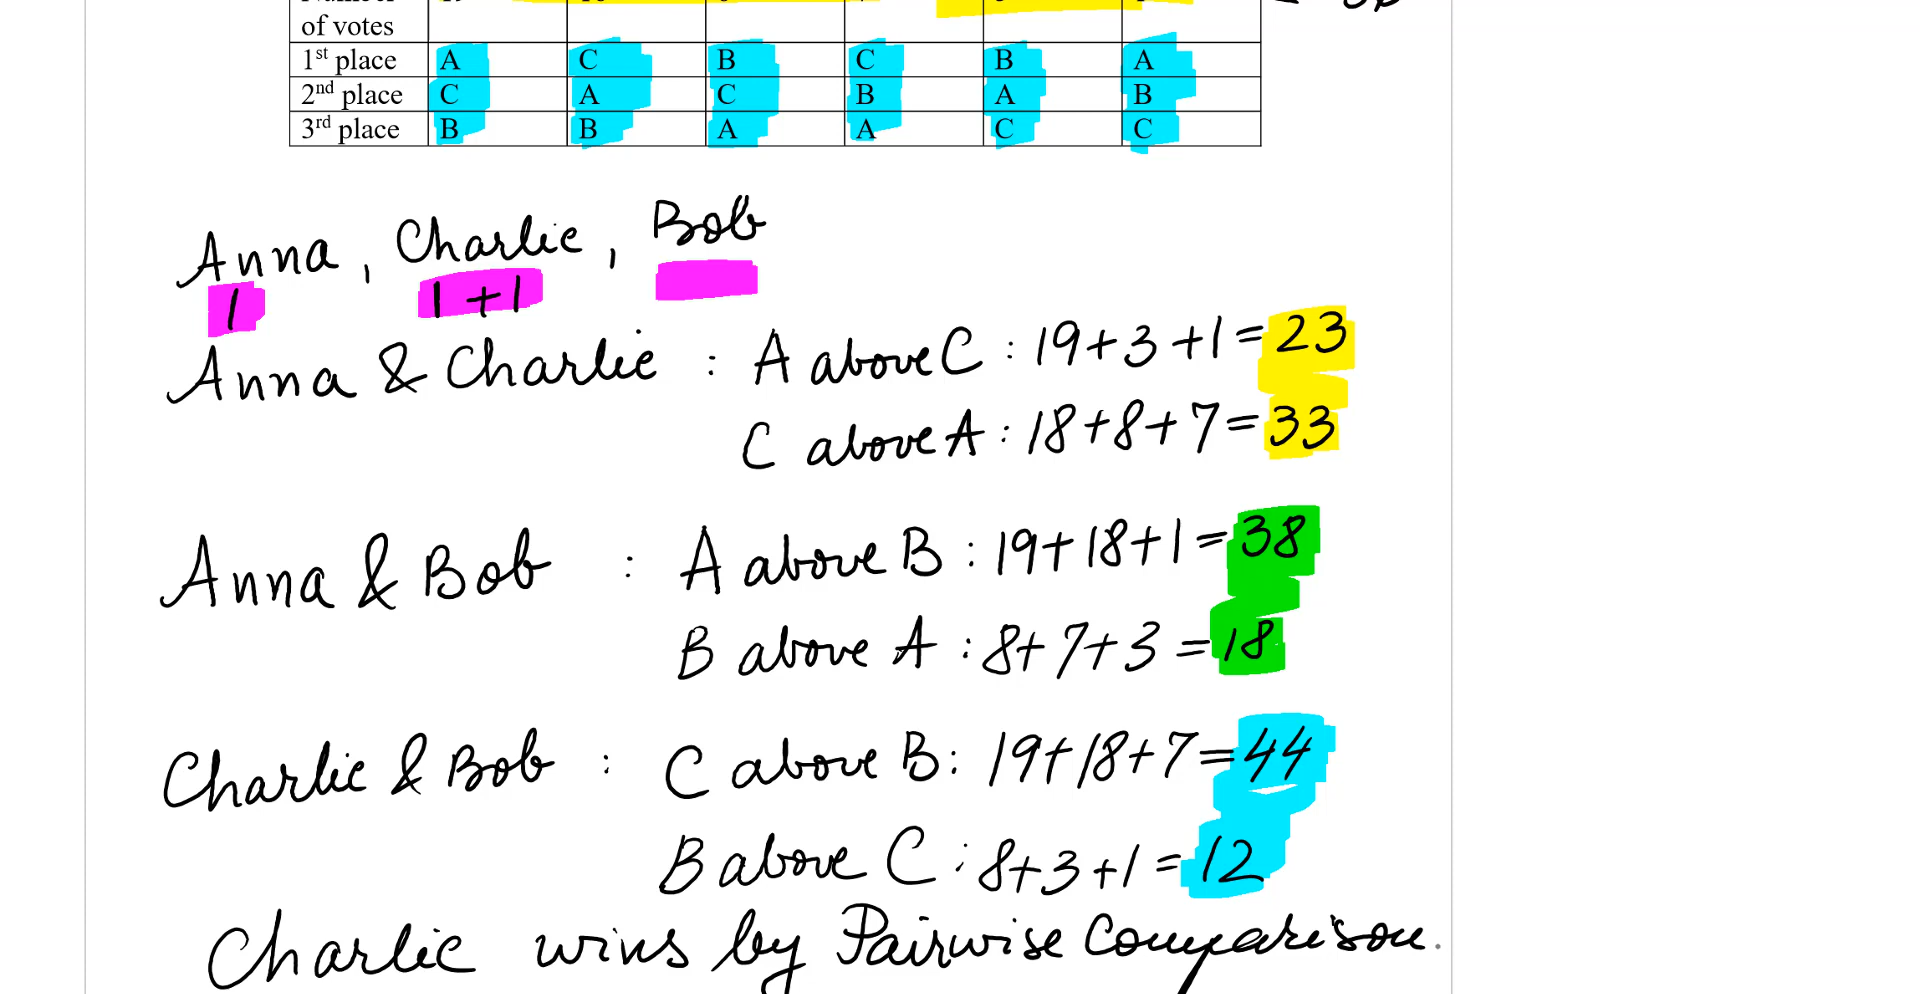 of votes
1st place A C B C B A
2nd place C A C B A B
3rd place B B A A C C
Anna, Charlie, Bob
1 1+1
Anna & Charlie : A above C : 19+3+1=23
C above A : 18+8+7=33
Anna & Bob : A above B : 19+18+1=38
B above A : 8+7+3=18
Charlie & Bob : C above B: 19+18+7=44
B above C : 8+3+1=12
Charlie wins by Pairwise Comparison.